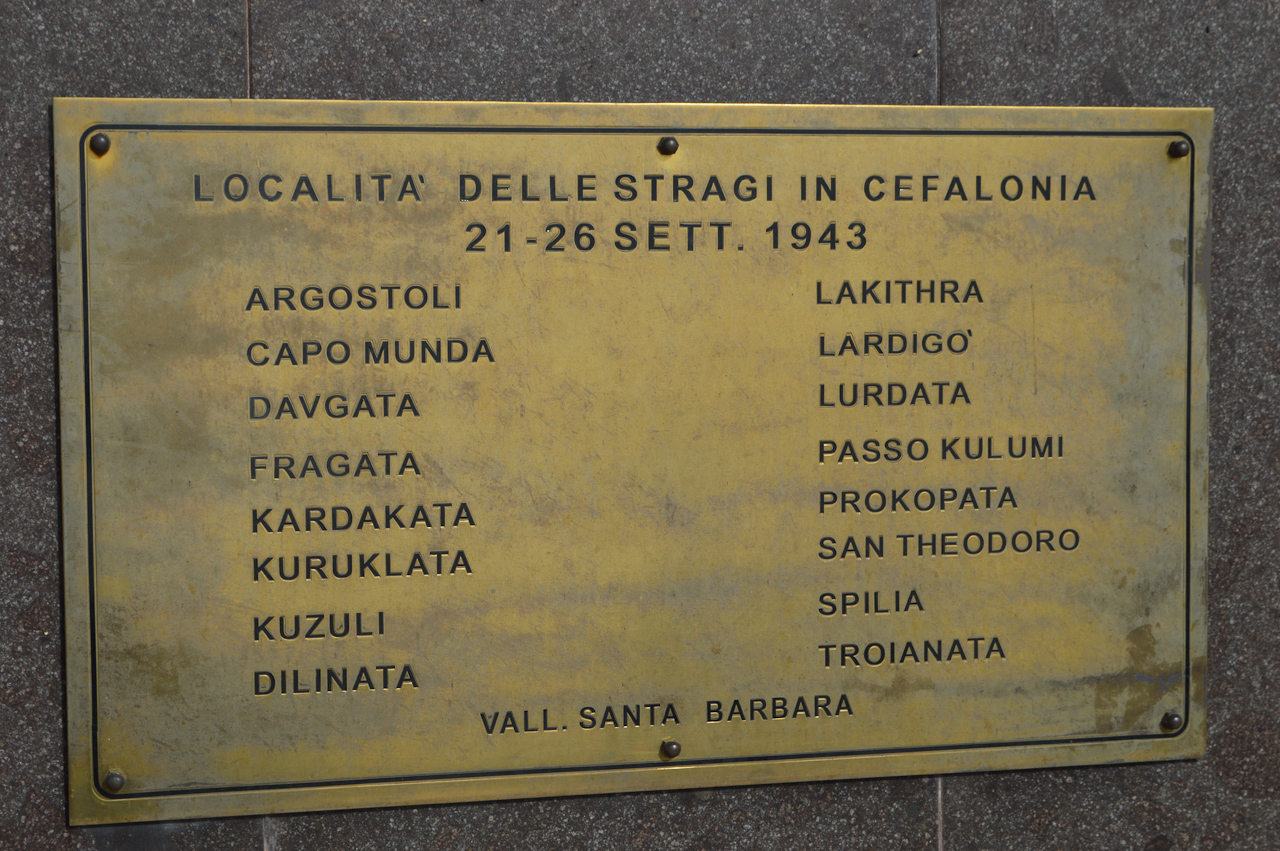 LOCALITA' DELLE STRAGI IN CEFALONIA
21-26 SETT. 1943
ARGOSTOLI
CAPO MUNDA
DAVGATA
FRAGATA
KARDAKATA
KURUKLATA
KUZULI
DILINATA
LAKITHRA
LARDIGO'
LURDATA
PASSO KULUMI
PROKOPATA
SAN THEODORO
SPILIA
TROIANATA
VALL. SANTA BARBARA